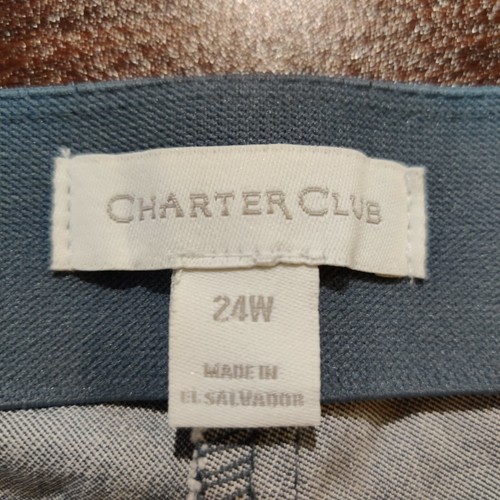 CHARTER CLUB
24W
MADE IN
EL SALVADOR